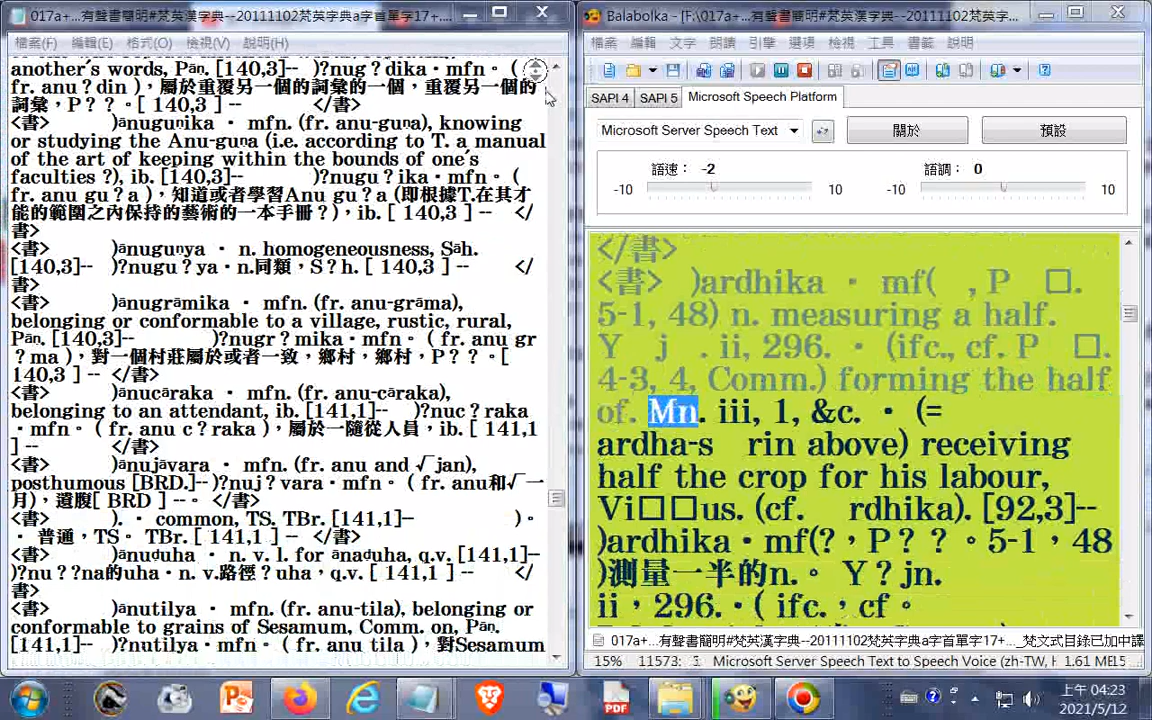 017a+...有聲書簡明#梵英漢字典--20111102梵英字典a字首單字17+...
檔案(F) 編輯(E) 格式(O) 檢視(V) 說明(H)
another's words, Pāṇ. [140,3]-- )?nug ? dika・mfn。 (
fr. anu ? din ), 屬於重覆另一個的詞彙的一個, 重覆另一個的
詞彙, P ? ?。[ 140,3 ] -- </書>
<書> )ānuguṇika ・ mfn. (fr. anu-guṇa), knowing
or studying the Anu-guṇa (i.e. according to T. a manual
of the art of keeping within the bounds of one's
faculties ?), ib. [140,3]-- )?nugu ? ika・mfn。 (
fr. anu gu ? a ), 知道或者學習Anu gu ? a (即根據T.在其才
能的範圍之內保持的藝術的一本手冊 ? ), ib. [ 140,3 ] -- </
書>
<書> )ānuguṇya ・ n. homogeneousness, Sāh.
[140,3]-- )?nugu ? ya・n.同類, S ? h. [ 140,3 ] -- </
書>
<書> )ānugrāmika ・ mfn. (fr. anu-grāma),
belonging or conformable to a village, rustic, rural,
Pāṇ. [140,3]-- )?nugr ? mika・mfn。 ( fr. anu gr
? ma ), 對一個村莊屬於或者一致, 鄉村, 鄉村, P ? ?。[
140,3 ] -- </書>
<書> )ānucāraka ・ mfn. (fr. anu-cāraka),
belonging to an attendant, ib. [141,1]-- )?nuc ? raka
・mfn。 ( fr. anu c ? raka ), 屬於一隨從人員, ib. [ 141,1
] -- </書>
<書> )ānujāvara ・ mfn. (fr. anu and √jan),
posthumous [BRD.]-- )?nuj ? vara・mfn。 ( fr. anu和√一
月), 遺腹[ BRD ] --。 </書>
<書> ). ・ common, TS. TBr. [141,1]-- )。
・ 普通, TS。 TBr. [ 141,1 ] -- </書>
<書> )ānuḍuha ・ n. v. l. for ānaḍuha, q.v. [141,1]--
)?nu ? ?na的uha・n. v.路徑 ? uha, q.v. [ 141,1 ] -- </
書>
<書> )ānutilya ・ mfn. (fr. anu-tila), belonging or
conformable to grains of Sesamum, Comm. on, Pāṇ.
[141,1]-- )?nutilya・mfn。 ( fr. anu tila ), 對Sesamum
Balabolka - [F:\017a+...有聲書簡明#梵英漢字典--20111102梵英字...
檔案 編輯 文字 朗讀 引擎 選項 檢視 工具 書籤 說明
SAPI 4 SAPI 5 Microsoft Speech Platform
Microsoft Server Speech Text 關於 預設
語速: -2 語調: 0
-10 10 -10 10
</書>
<書> )ardhika ・ mf( , P □.
5-1, 48) n. measuring a half.
Y j . ii, 296. ・ (ifc., cf. P □.
4-3, 4, Comm.) forming the half
of. Mn. iii, 1, &c. ・ (=
ardha-s rin above) receiving
half the crop for his labour,
Vi□□us. (cf. rdhika). [92,3]--
)ardhika・mf(?, P ? ?。5-1, 48
)測量一半的n.。 Y ? jn.
ii, 296.・( ifc. , cf。
017a+...有聲書簡明#梵英漢字典--20111102梵英字典a字首單字17+..._梵文式目錄已加中譯
15% 11573: Microsoft Server Speech Text to Speech Voice (zh-TW, H 1.61 МБ
上午 04:23
2021/5/12